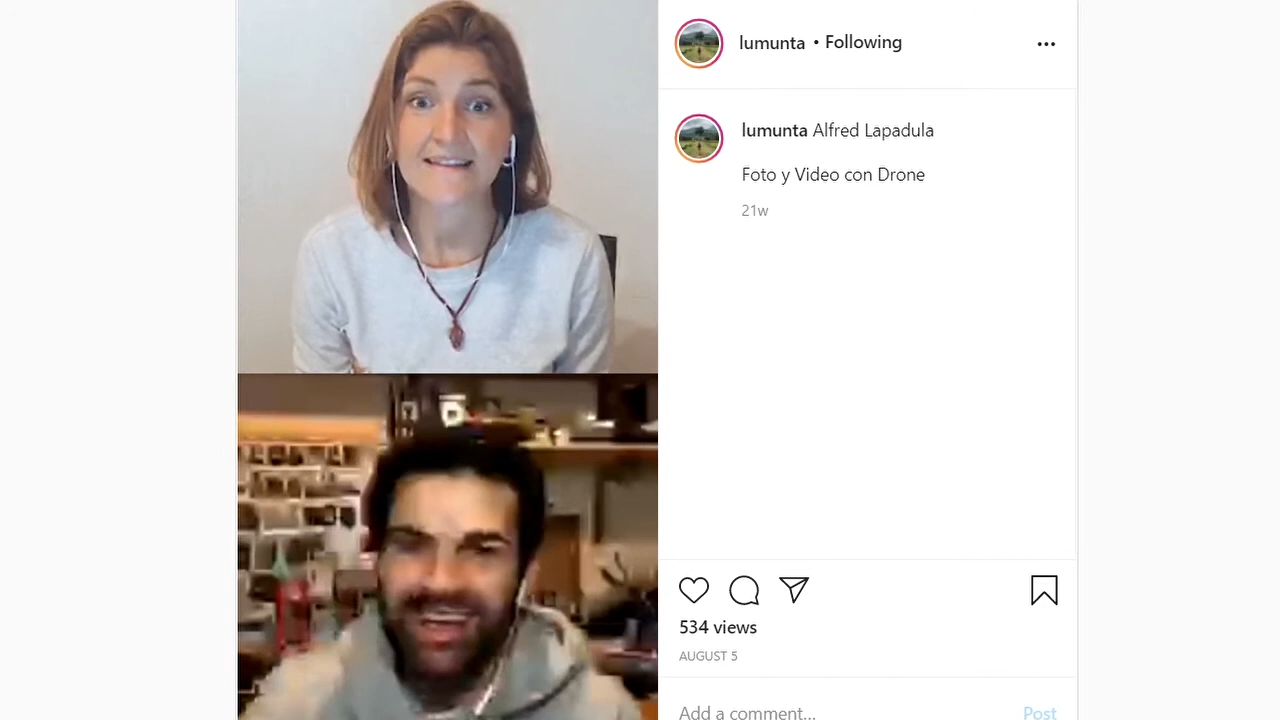 lumunta • Following
lumunta Alfred Lapadula
Foto y Video con Drone
21w
534 views
AUGUST 5
Add a comment... Post